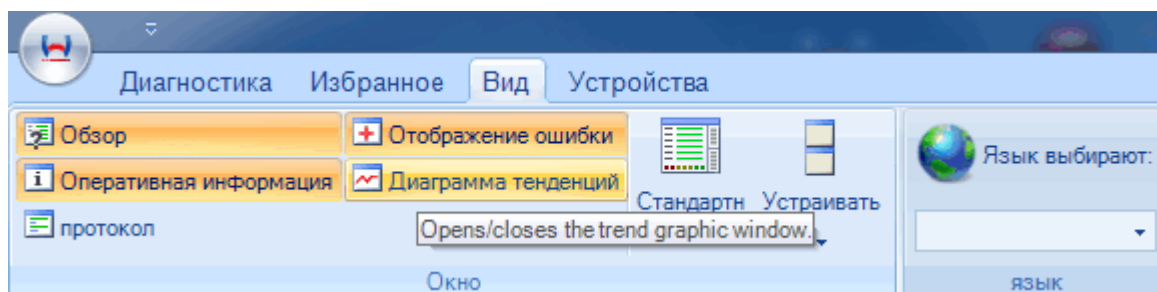 Диагностика Избранное Вид Устройства
Обзор Отображение ошибки
Язык выбирают:
Оперативная информация Диаграмма тенденций
Стандартн Устраивать
протокол
Opens/closes the trend graphic window.
Окно язык